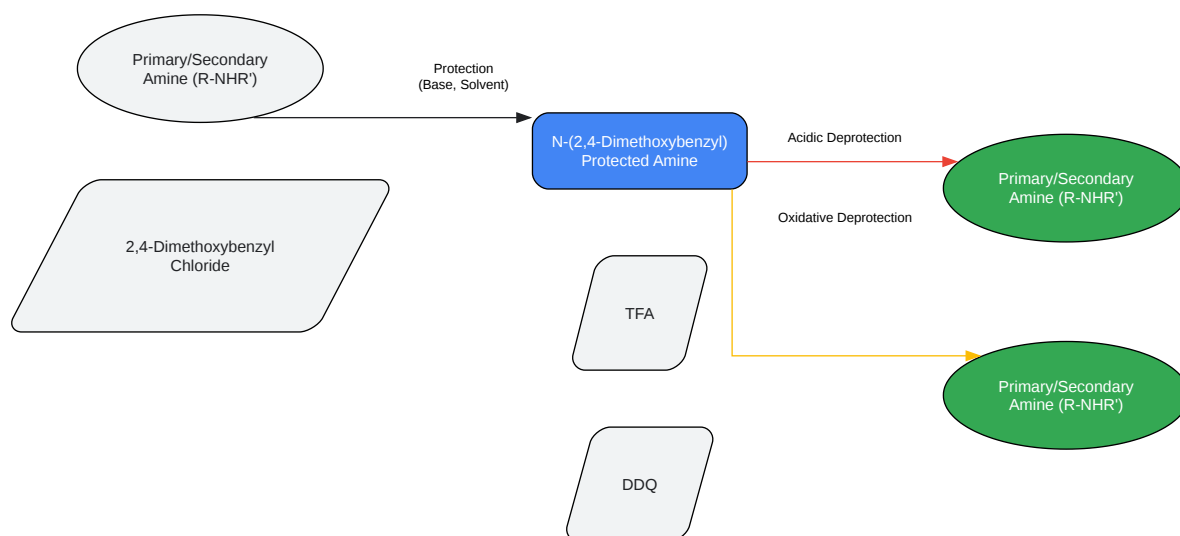 Primary/Secondary
Amine (R-NHR')
Protection
(Base, Solvent)
N-(2,4-Dimethoxybenzyl)
Protected Amine
Acidic Deprotection
Primary/Secondary
Amine (R-NHR')
Oxidative Deprotection
2,4-Dimethoxybenzyl
Chloride
TFA
Primary/Secondary
Amine (R-NHR')
DDQ